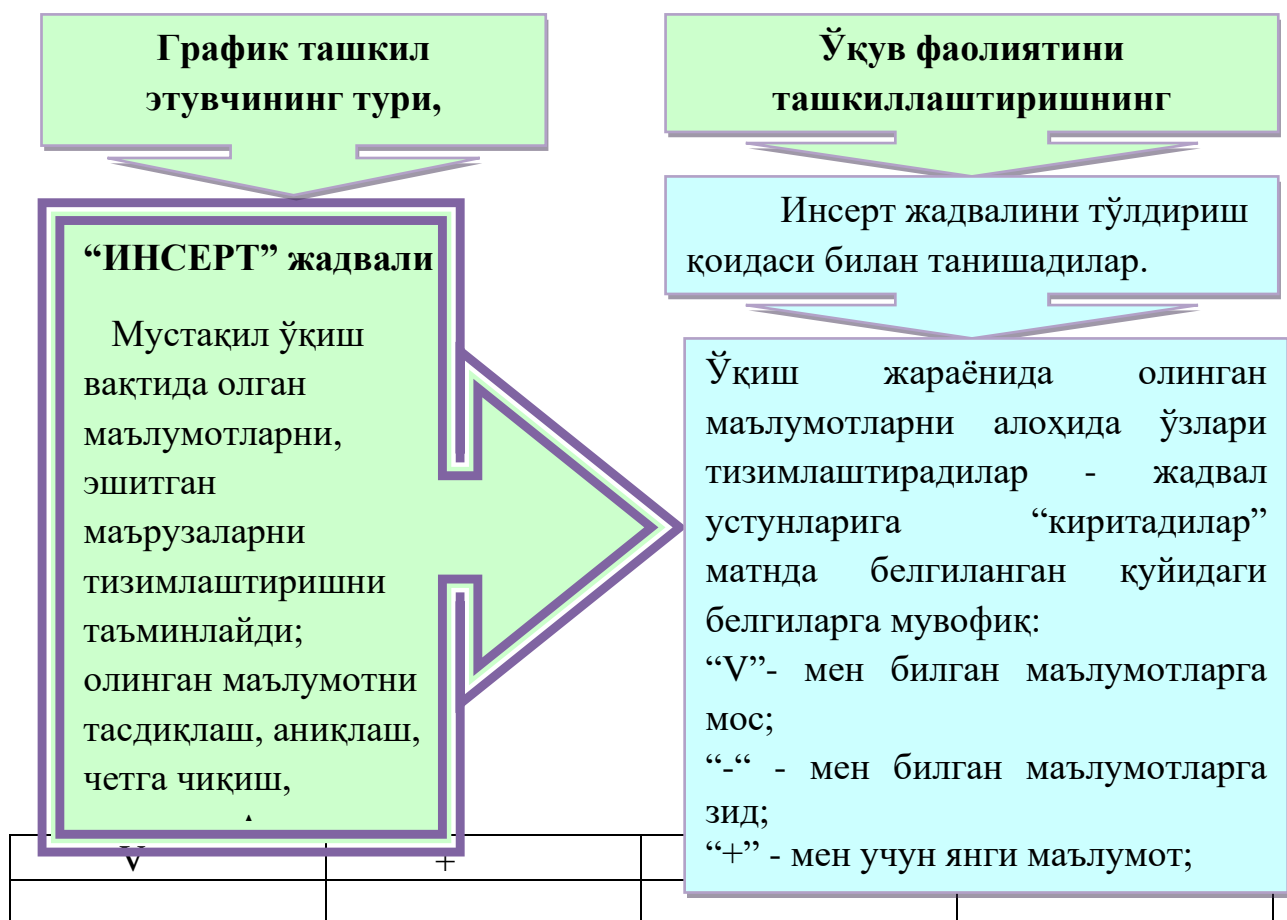 График ташкил
этувчининг тури,
“ИНСЕРТ” жадвали
Мустақил ўқиш
вақтида олган
маълумотларни,
эшитган
маърузаларни
тизимлаштиришни
таъминлайди;
олинган маълумотни
тасдиқлаш, аниқлаш,
четга чиқиш,
Ўқув фаолиятини
ташкиллаштиришнинг
Инсерт жадвалини тўлдириш
қоидаси билан танишадилар.
Ўқиш жараёнида олинган
маълумотларни алоҳида ўзлари
тизимлаштирадилар - жадвал
устунларига “киритадилар”
матнда белгиланган қуйидаги
белгиларга мувофиқ:
“V”- мен билган маълумотларга
мос;
“-“ - мен билган маълумотларга
зид;
“+” - мен учун янги маълумот;
V +